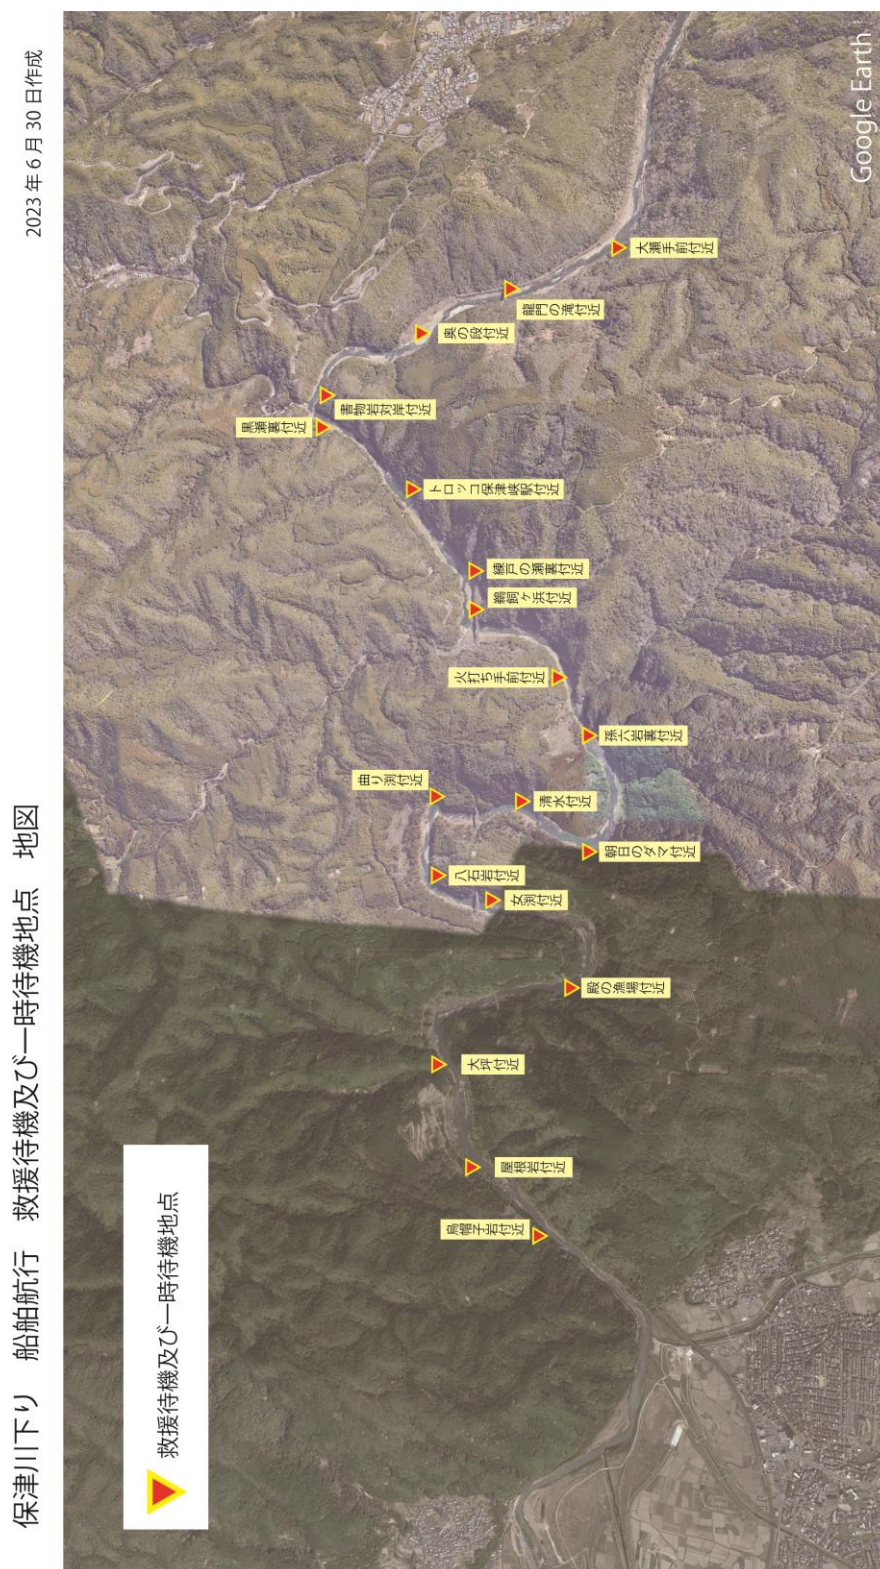 保津川下り 船舶航行 救援待機及び一時待機地点 地図
2023年6月30日作成
救援待機及び一時待機地点
烏帽子岩付近
屋根岩付近
大坪付近
殿の漁場付近
女渕付近
八石岩付近
曲り渕付近
清水付近
朝日のダマ付近
孫六岩裏付近
火打ち手前付近
鵜飼ヶ浜付近
練戸の瀬裏付近
トロッコ保津峡駅付近
黒瀬裏付近
書物岩対岸付近
奥の段付近
龍門の滝付近
大瀬手前付近
Google Earth